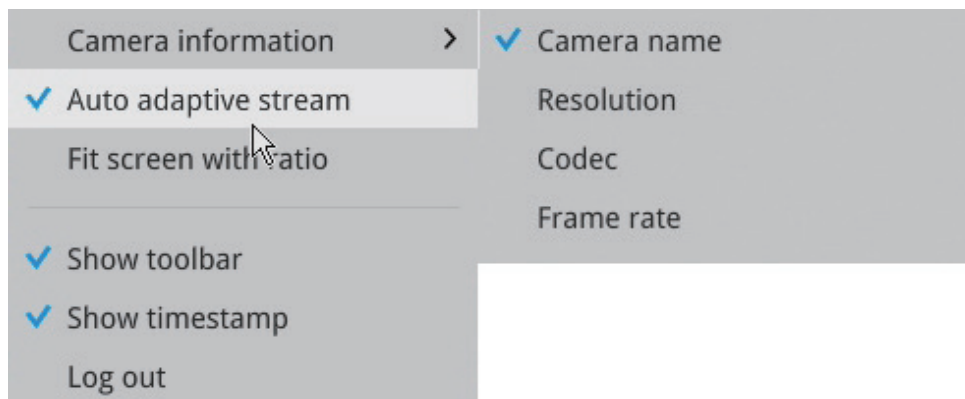 Camera information
Auto adaptive stream
Fit screen with ratio
Show toolbar
Show timestamp
Log out
Camera name
Resolution
Codec
Frame rate